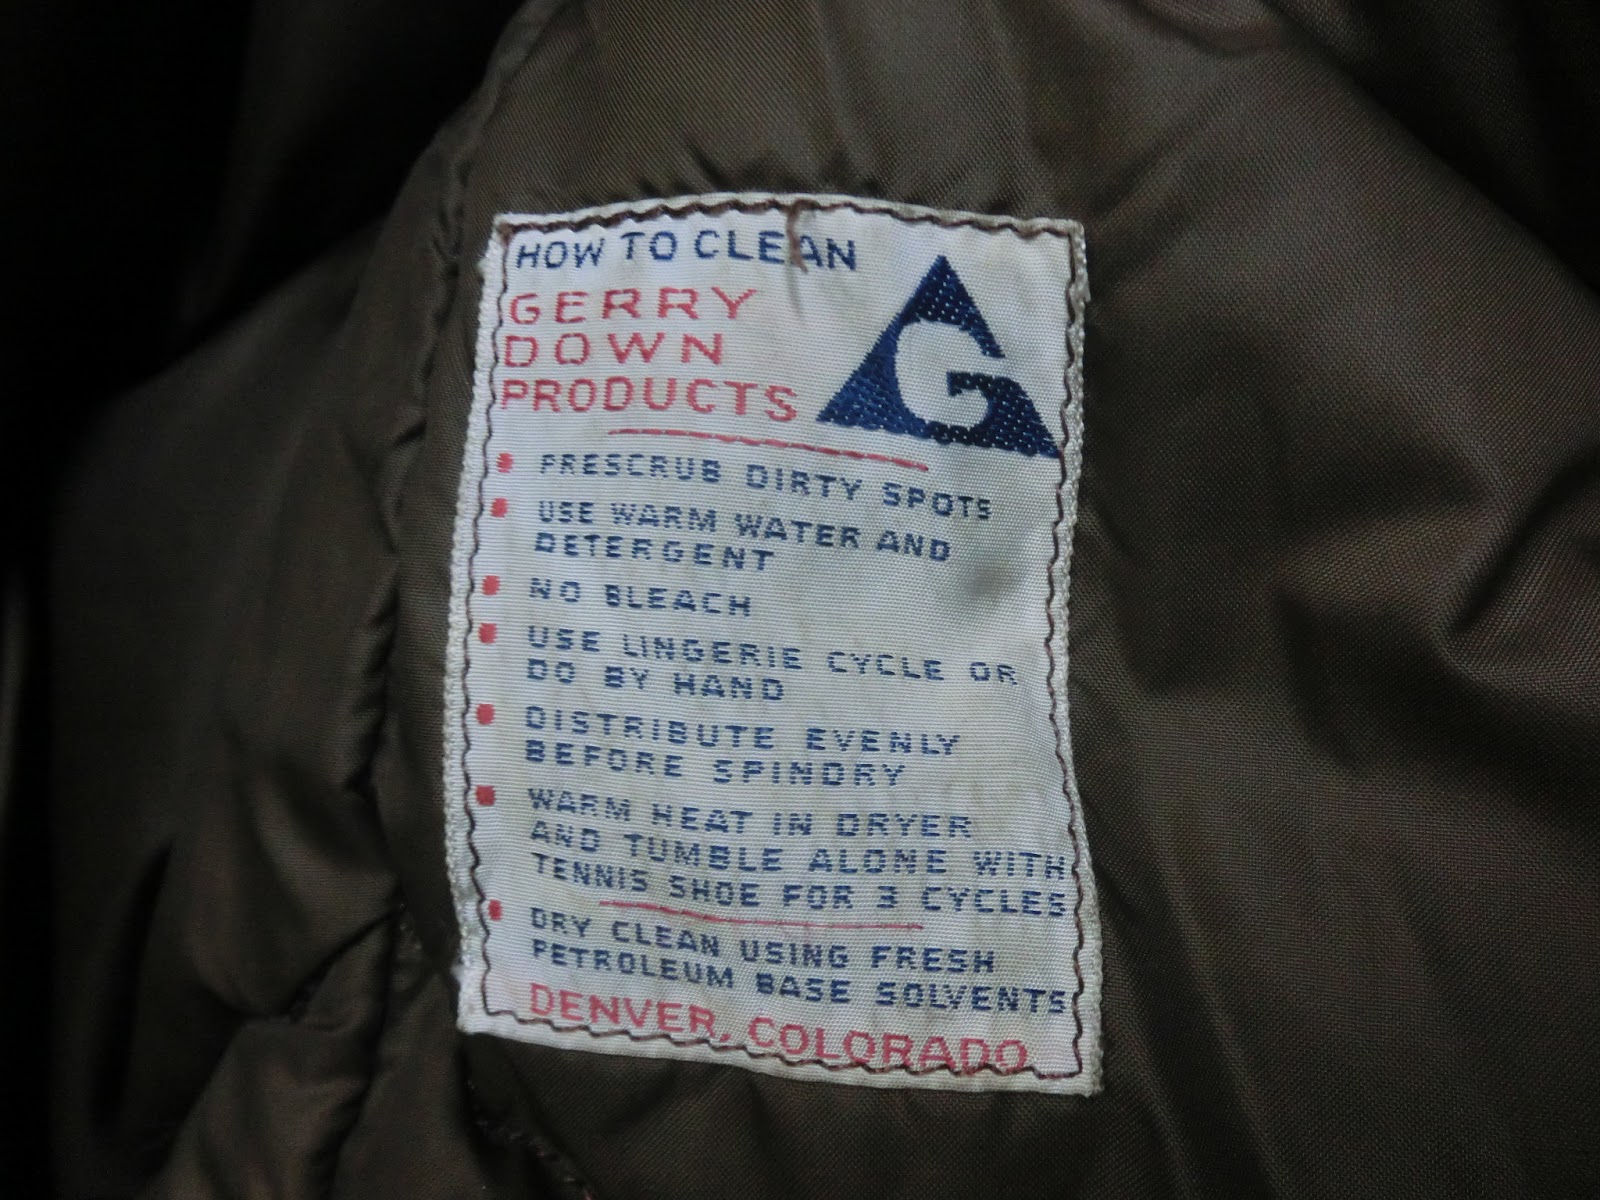 HOW TO CLEAN
GERRY
DOWN
PRODUCTS
G
PRESCRUB DIRTY SPOTS
USE WARM WATER AND
DETERGENT
NO BLEACH
USE LINGERIE CYCLE OR
DO BY HAND
DISTRIBUTE EVENLY
BEFORE SPINDRY
WARM HEAT IN DRYER
AND TUMBLE ALONE WITH
TENNIS SHOE FOR 3 CYCLES
DRY CLEAN USING FRESH
PETROLEUM BASE SOLVENTS
DENVER, COLORADO